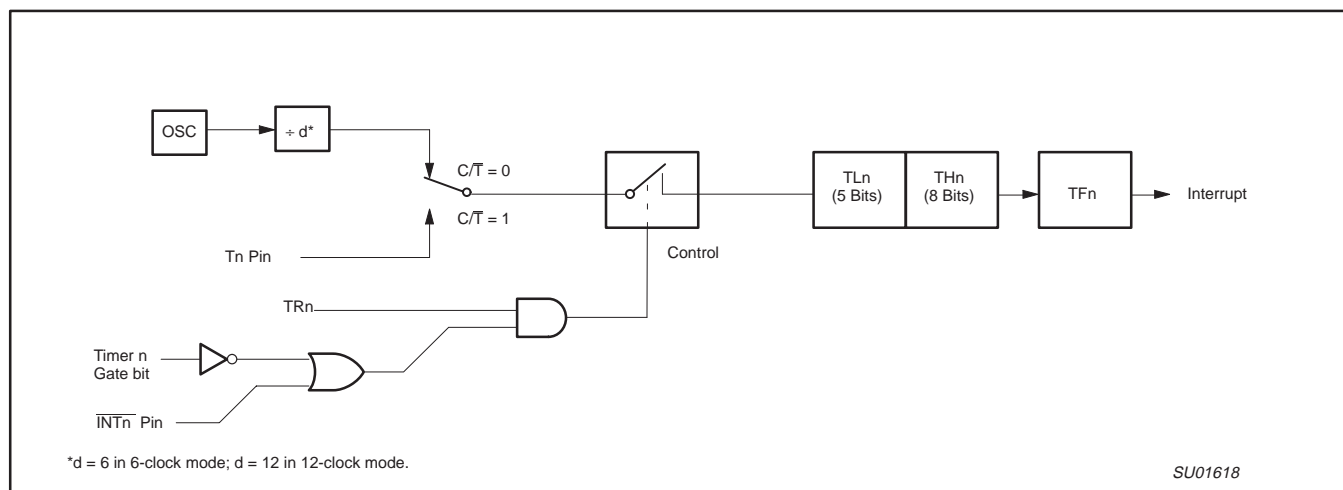 OSC
÷ d*
C/T̅ = 0
C/T̅ = 1
Tn Pin
TRn
Timer n
Gate bit
I̅N̅T̅n̅ Pin
Control
TLn
(5 Bits)
THn
(8 Bits)
TFn
Interrupt
*d = 6 in 6-clock mode; d = 12 in 12-clock mode.
SU01618